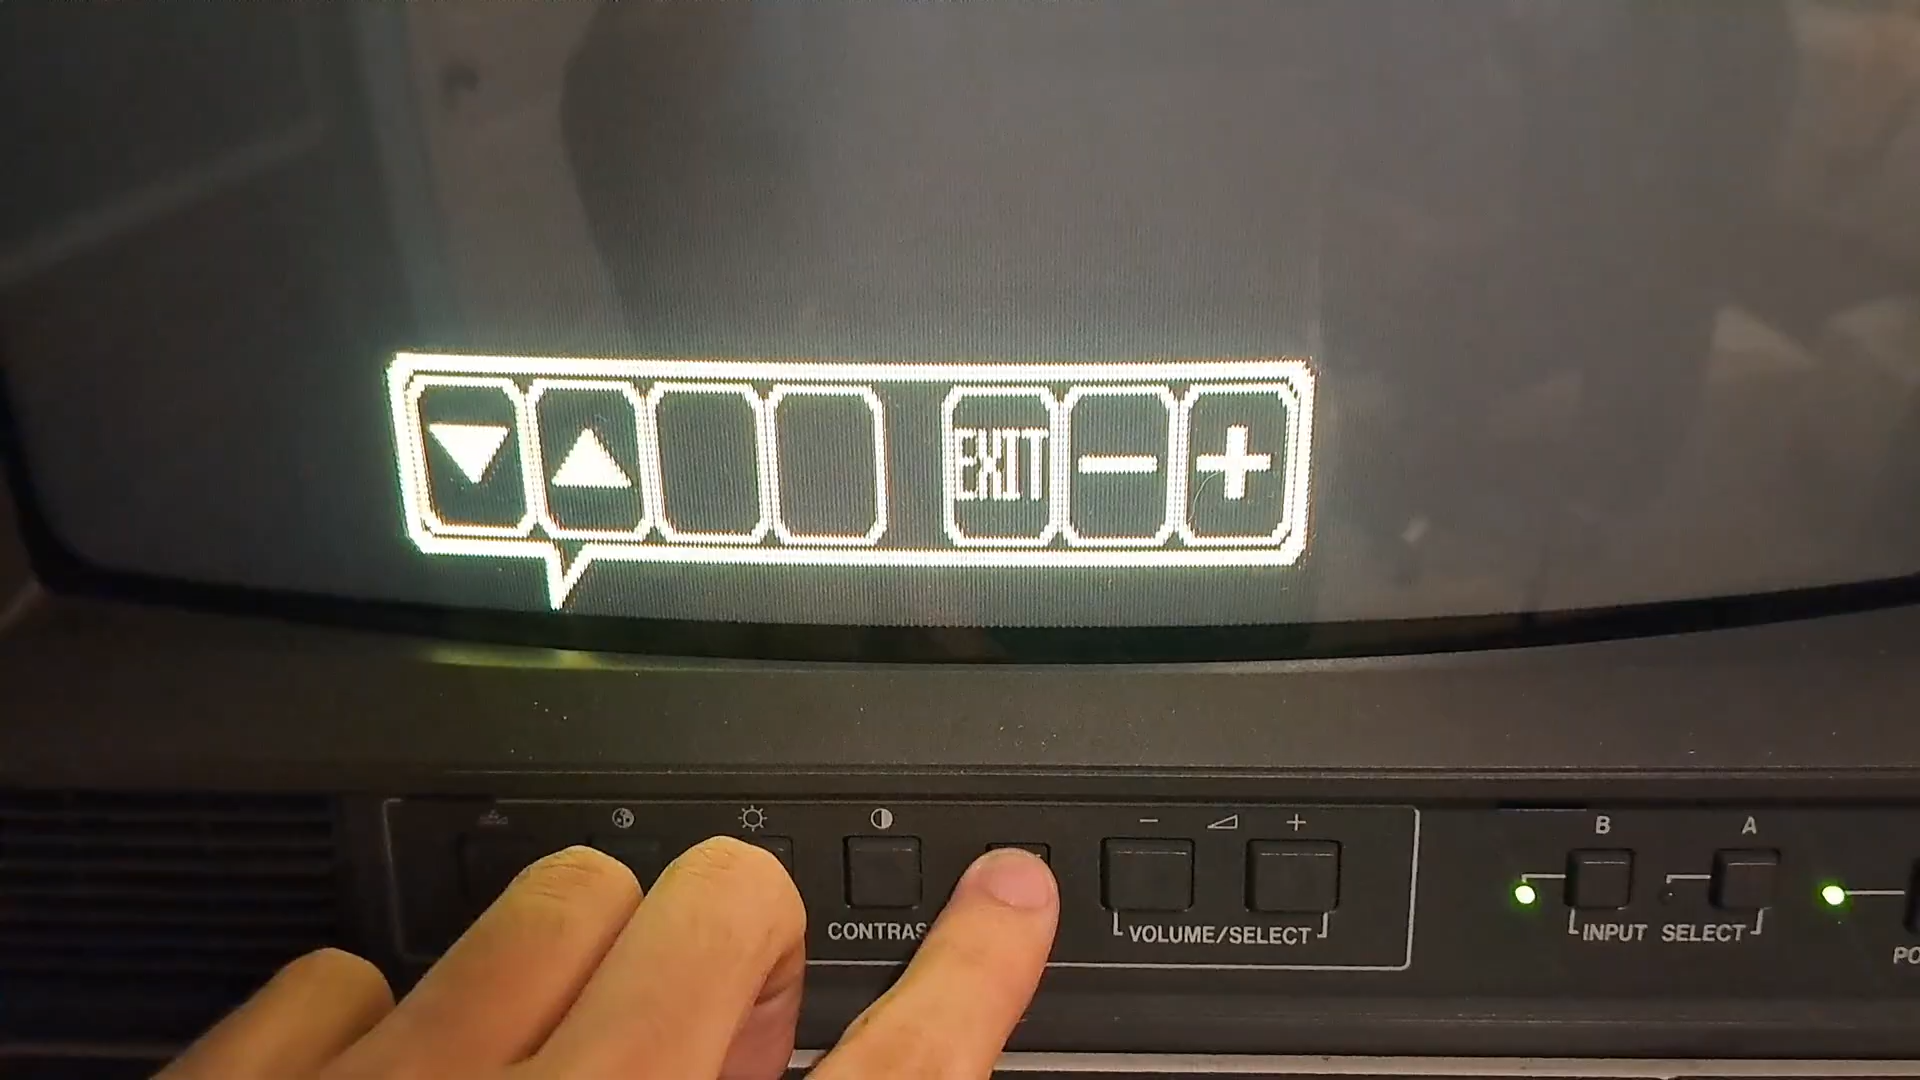 EXIT
− +
B A
CONTRAS
VOLUME/SELECT
INPUT SELECT
PO